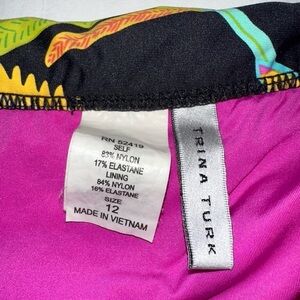 RN 52419
SELF
83% NYLON
17% ELASTANE
LINING
84% NYLON
16% ELASTANE
SIZE
12
MADE IN VIETNAM
TRINA TURK